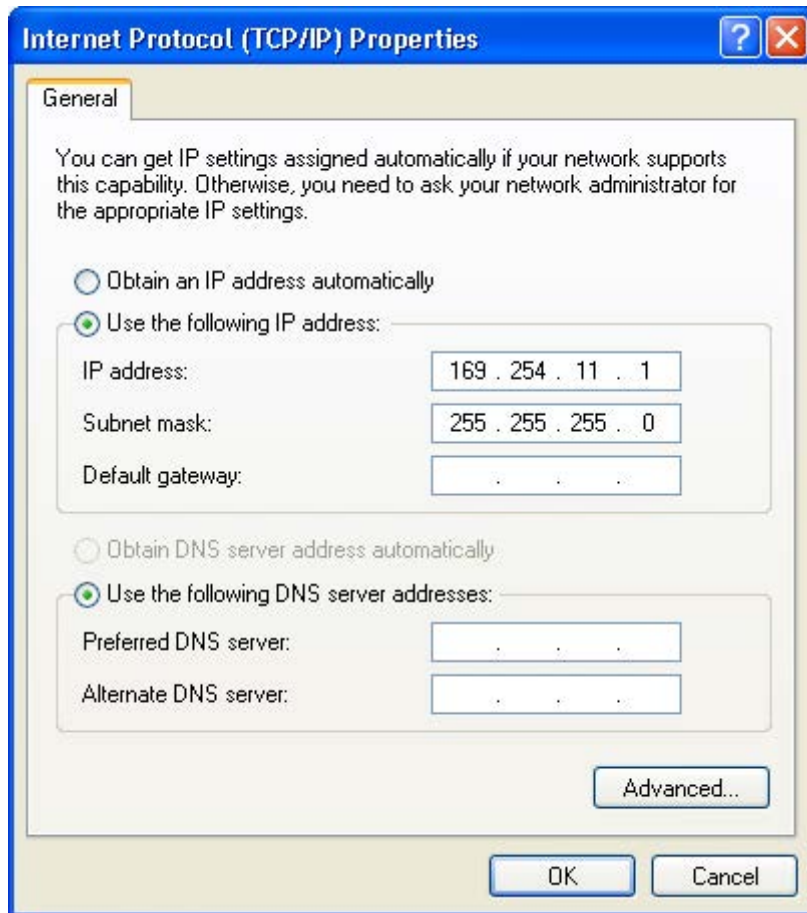 Internet Protocol (TCP/IP) Properties
?
General
You can get IP settings assigned automatically if your network supports
this capability. Otherwise, you need to ask your network administrator for
the appropriate IP settings.
Obtain an IP address automatically
Use the following IP address:
IP address: 169 . 254 . 11 . 1
Subnet mask: 255 . 255 . 255 . 0
Default gateway: . . .
Obtain DNS server address automatically
Use the following DNS server addresses:
Preferred DNS server: . . .
Alternate DNS server: . . .
Advanced...
OK Cancel